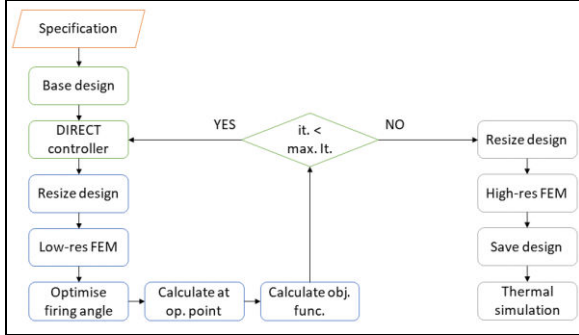 Specification
Base design
DIRECT
controller
Resize design
Low-res FEM
Optimise
firing angle
Calculate at
op. point
Calculate obj.
func.
it. <
max. It.
YES
NO
Resize design
High-res FEM
Save design
Thermal
simulation